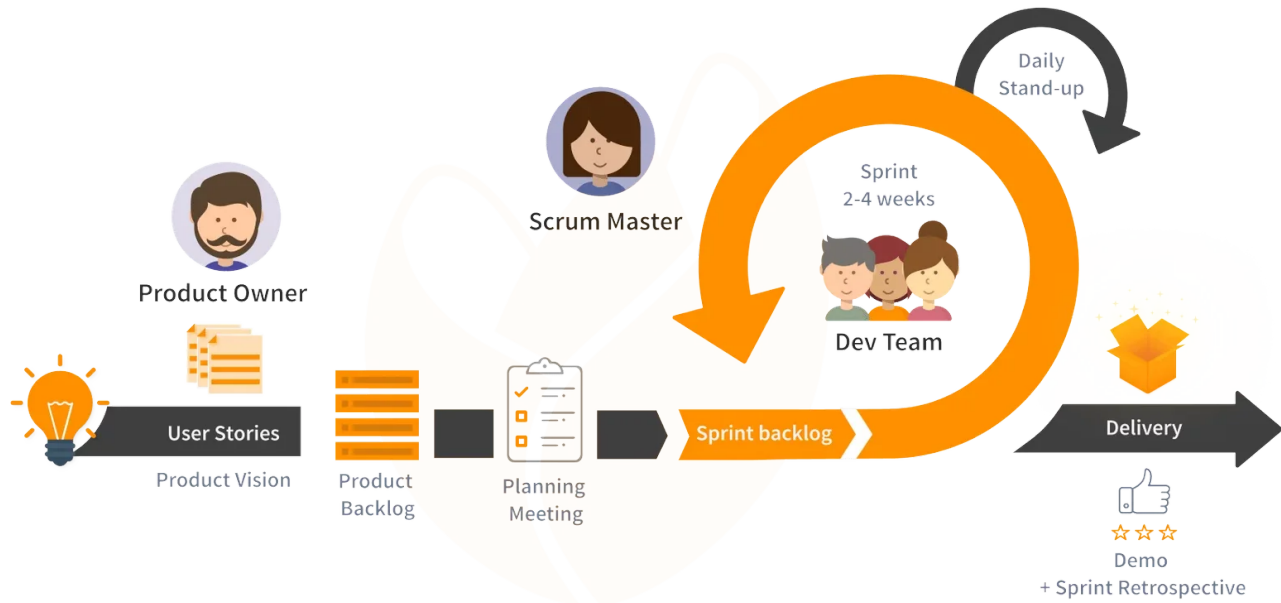 Daily
Stand-up
Sprint
2-4 weeks
Scrum Master
Product Owner
Dev Team
User Stories
Sprint backlog
Delivery
Product Vision
Product
Backlog
Planning
Meeting
Demo
+ Sprint Retrospective